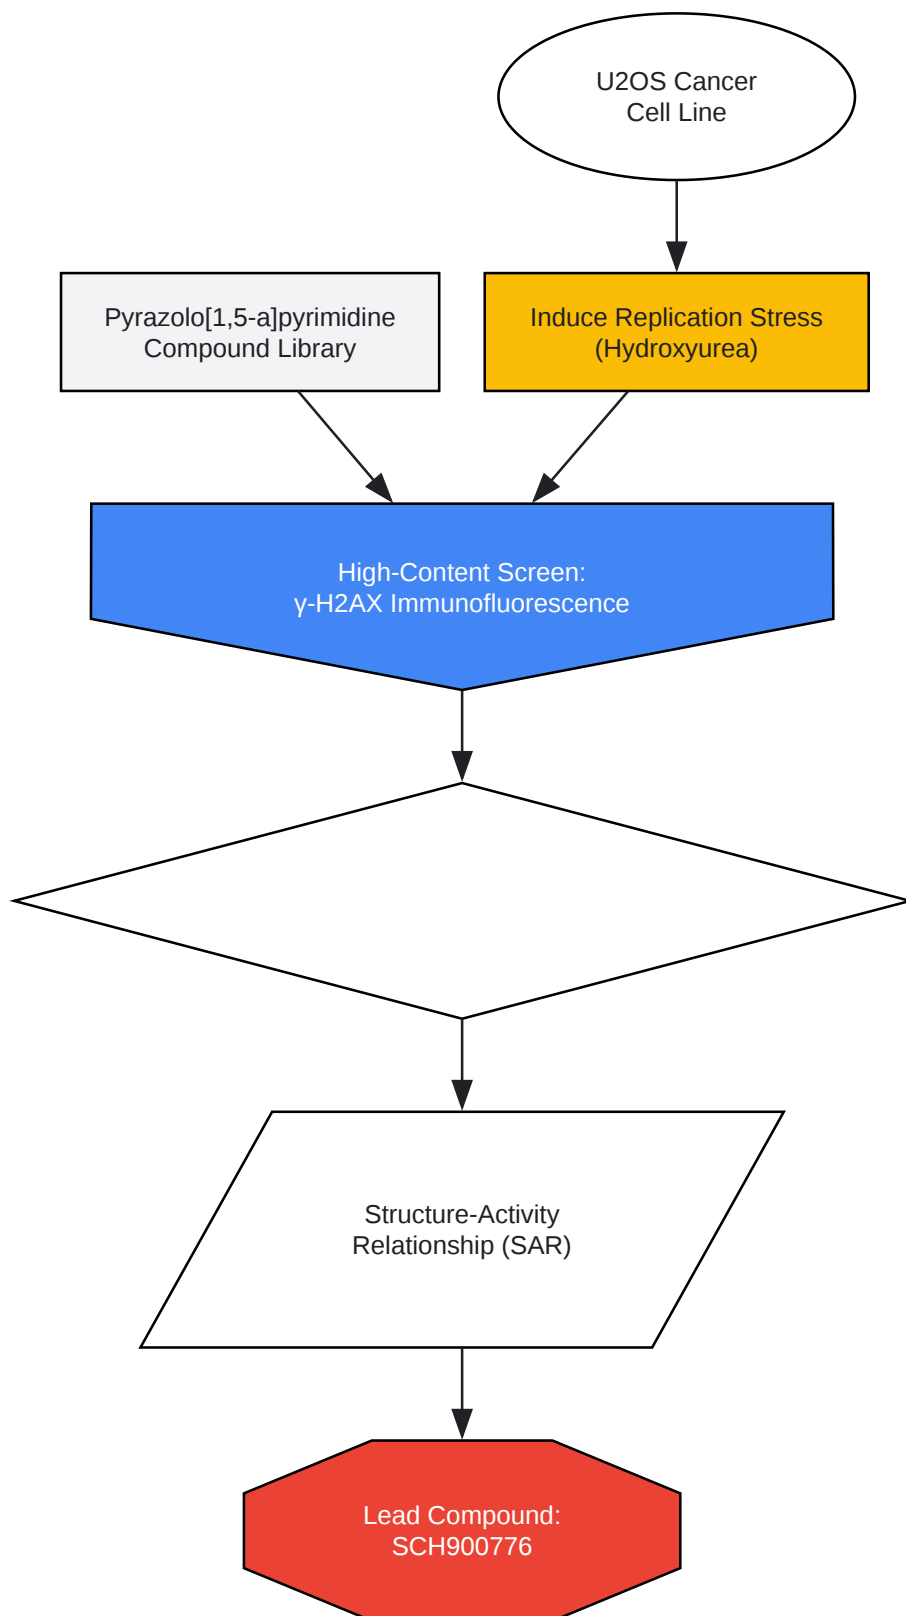 U2OS Cancer
Cell Line
Pyrazolo[1,5-a]pyrimidine
Compound Library
Induce Replication Stress
(Hydroxyurea)
High-Content Screen:
γ-H2AX Immunofluorescence
Structure-Activity
Relationship (SAR)
Lead Compound:
SCH900776